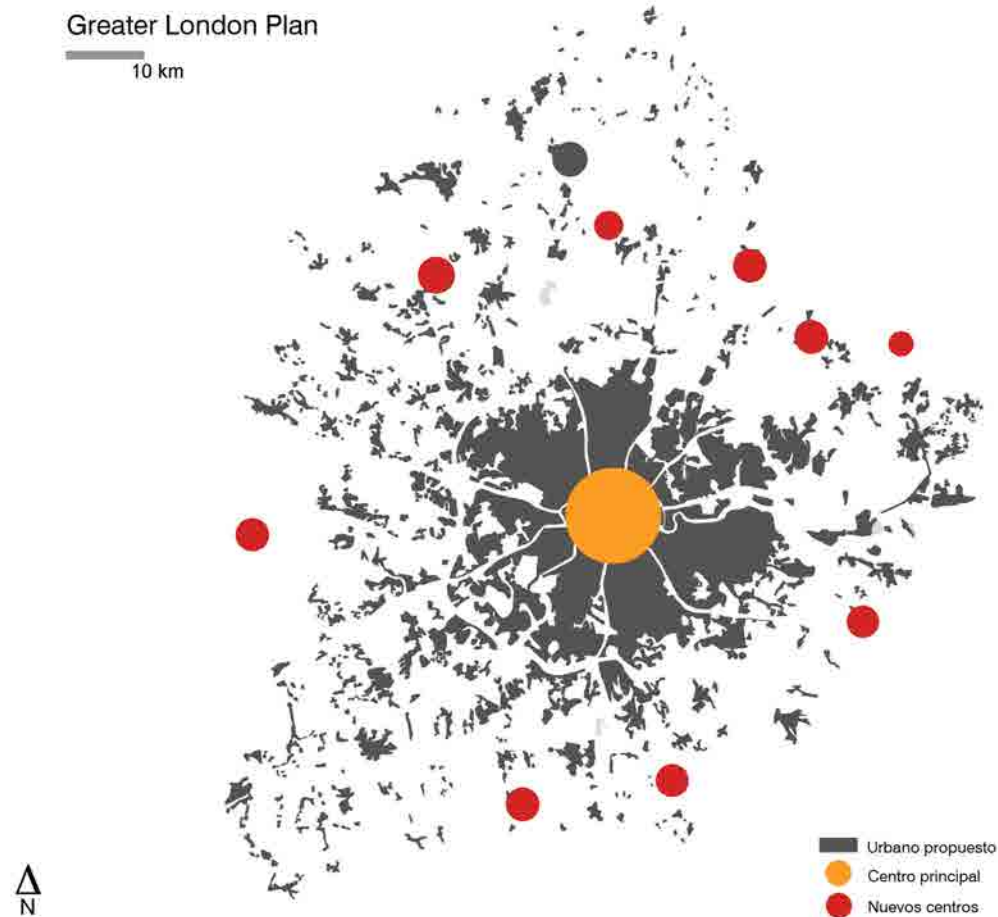 Greater London Plan
10 km
Urbano propuesto
Centro principal
Nuevos centros
N